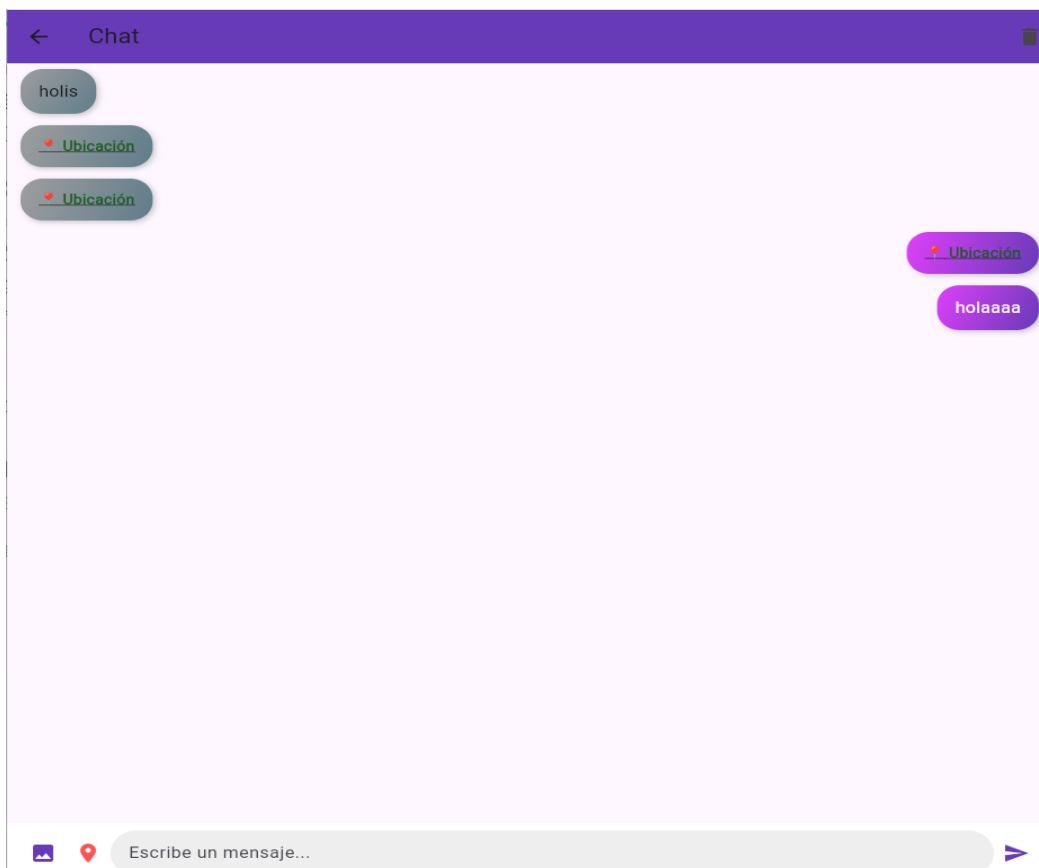 Chat
holis
📍 Ubicación
📍 Ubicación
📍 Ubicación
holaaaa
Escribe un mensaje...